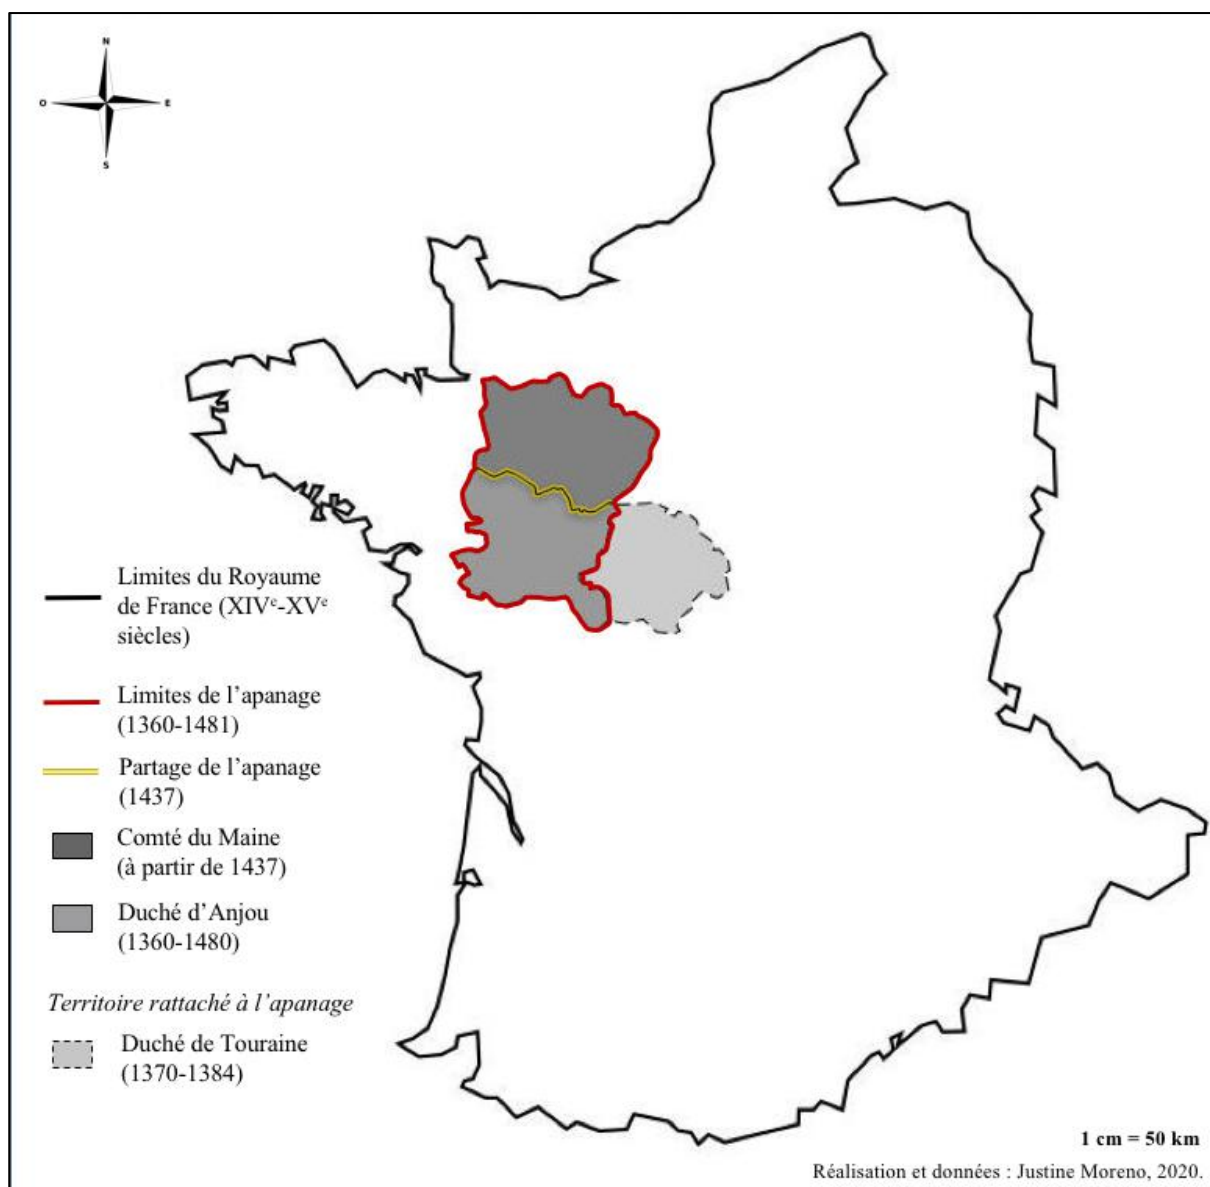 N
O
E
S
Limites du Royaume
de France (XIVᵉ-XVᵉ
siècles)
Limites de l’apanage
(1360-1481)
Partage de l’apanage
(1437)
Comté du Maine
(à partir de 1437)
Duché d’Anjou
(1360-1480)
Territoire rattaché à l’apanage
Duché de Touraine
(1370-1384)
1 cm = 50 km
Réalisation et données : Justine Moreno, 2020.